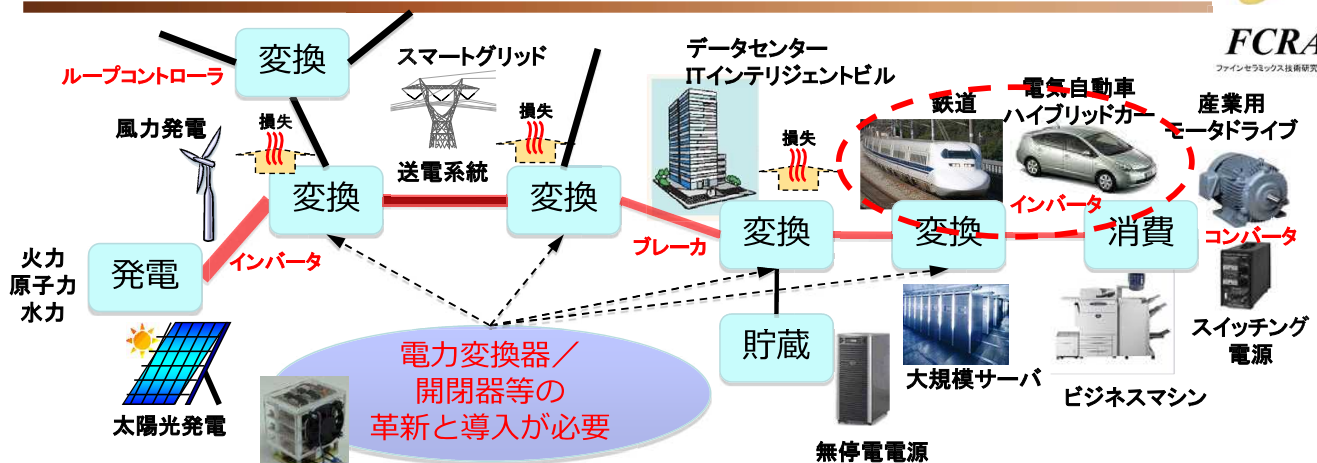 変換
ループコントローラ
スマートグリッド
データセンター
ITインテリジェントビル
FCRA
ファインセラミックス技術研究
風力発電
損失
損失
損失
鉄道
電気自動車
ハイブリッドカー
産業用
モータドライブ
変換
送電系統
変換
ブレーカ
変換
変換
インバータ
消費
コンバータ
火力
原子力
水力
発電
インバータ
太陽光発電
電力変換器／
開閉器等の
革新と導入が必要
貯蔵
無停電電源
大規模サーバ
ビジネスマシン
スイッチング
電源